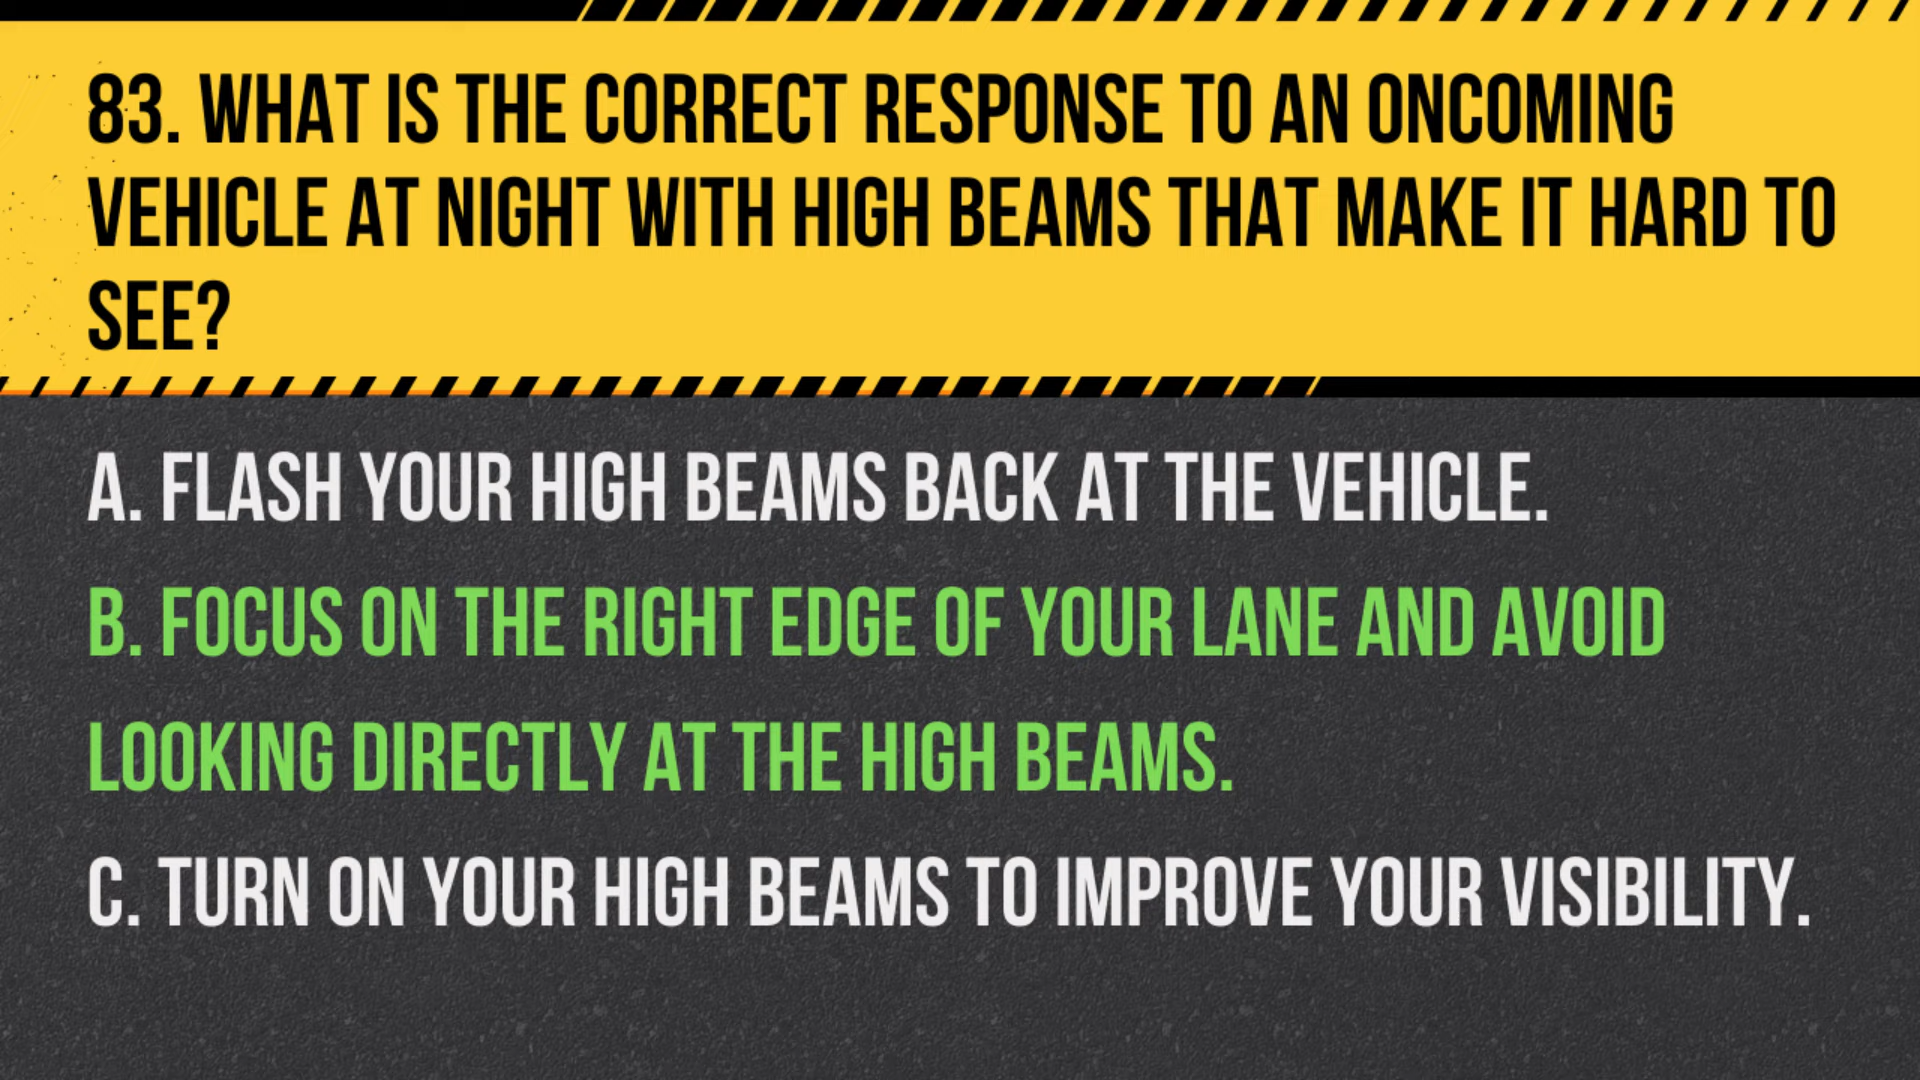 83. WHAT IS THE CORRECT RESPONSE TO AN ONCOMING
VEHICLE AT NIGHT WITH HIGH BEAMS THAT MAKE IT HARD TO
SEE?
A. FLASH YOUR HIGH BEAMS BACK AT THE VEHICLE.
B. FOCUS ON THE RIGHT EDGE OF YOUR LANE AND AVOID
LOOKING DIRECTLY AT THE HIGH BEAMS.
C. TURN ON YOUR HIGH BEAMS TO IMPROVE YOUR VISIBILITY.